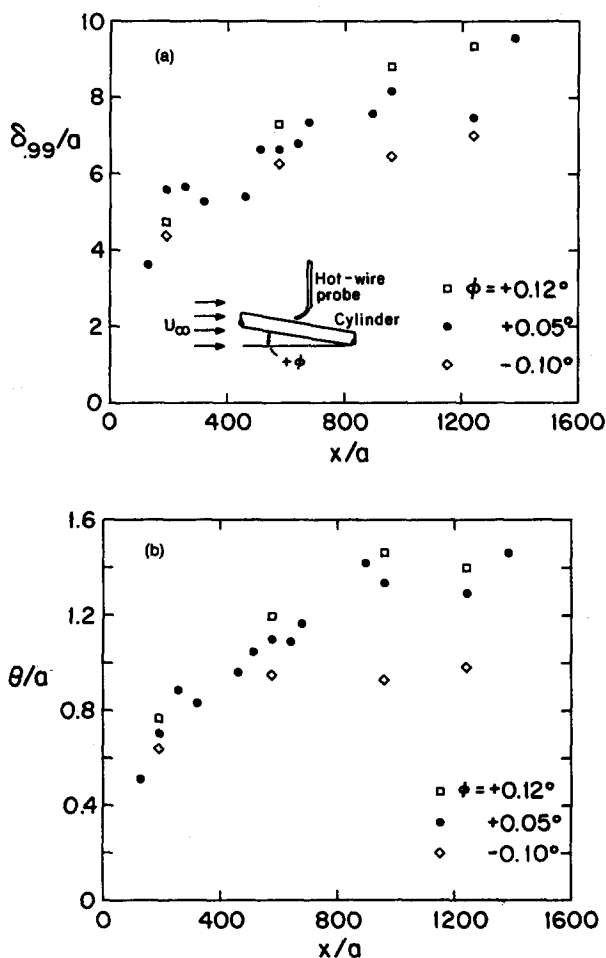 (a)
10
8
6
4
2
0
δ.99/a
0 400 800 1200 1600
x/a
Hot-wire
probe
Cylinder
U∞
+ϕ
ϕ=+0.12°
+0.05°
−0.10°
(b)
1.6
1.2
0.8
0.4
0
θ/a
0 400 800 1200 1600
x/a
ϕ=+0.12°
+0.05°
−0.10°